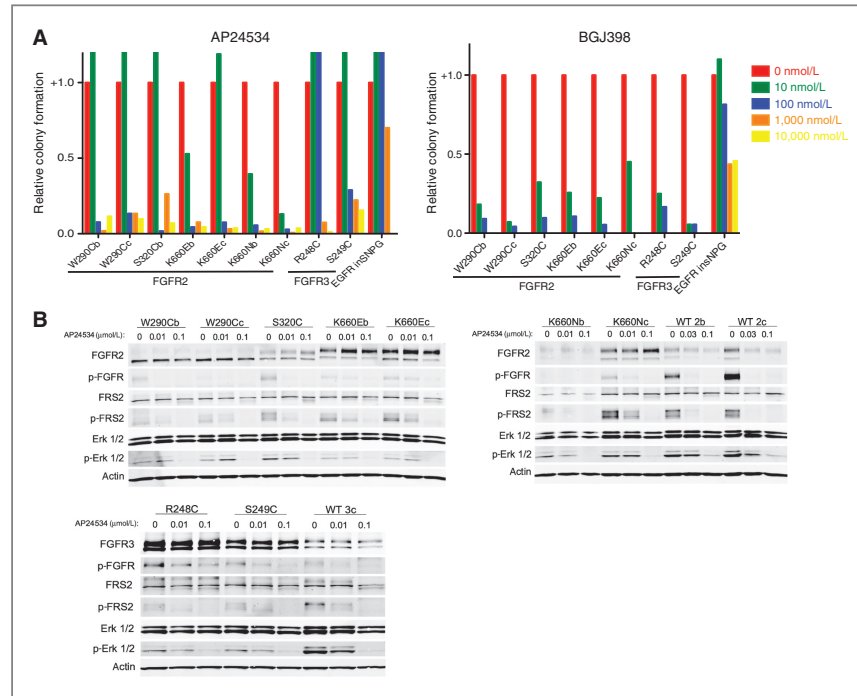 A
AP24534
BGJ398
Relative colony formation
+1.0
0.5
0.0
W290Cb
W290Cc
S320Cb
K660Eb
K660Ec
K660Nb
K660Nc
R248C
S249C
EGFR insNPG
FGFR2
FGFR3
Relative colony formation
+1.0
0.5
0.0
W290Cb
W290Cc
S320C
K660Eb
K660Ec
K660Nc
R248C
S249C
EGFR insNPG
FGFR2
FGFR3
0 nmol/L
10 nmol/L
100 nmol/L
1,000 nmol/L
10,000 nmol/L
B
W290Cb W290Cc S320C K660Eb K660Ec
AP24534 (µmol/L): 0 0.01 0.1 0 0.01 0.1 0 0.01 0.1 0 0.01 0.1 0 0.01 0.1
FGFR2
p-FGFR
FRS2
p-FRS2
Erk 1/2
p-Erk 1/2
Actin
K660Nb K660Nc WT 2b WT 2c
AP24534 (µmol/L): 0 0.01 0.1 0 0.01 0.1 0 0.03 0.1 0 0.03 0.1
FGFR2
p-FGFR
FRS2
p-FRS2
Erk 1/2
p-Erk 1/2
Actin
R248C S249C WT 3c
AP24534 (µmol/L): 0 0.01 0.1 0 0.01 0.1 0 0.01 0.1
FGFR3
p-FGFR
FRS2
p-FRS2
Erk 1/2
p-Erk 1/2
Actin